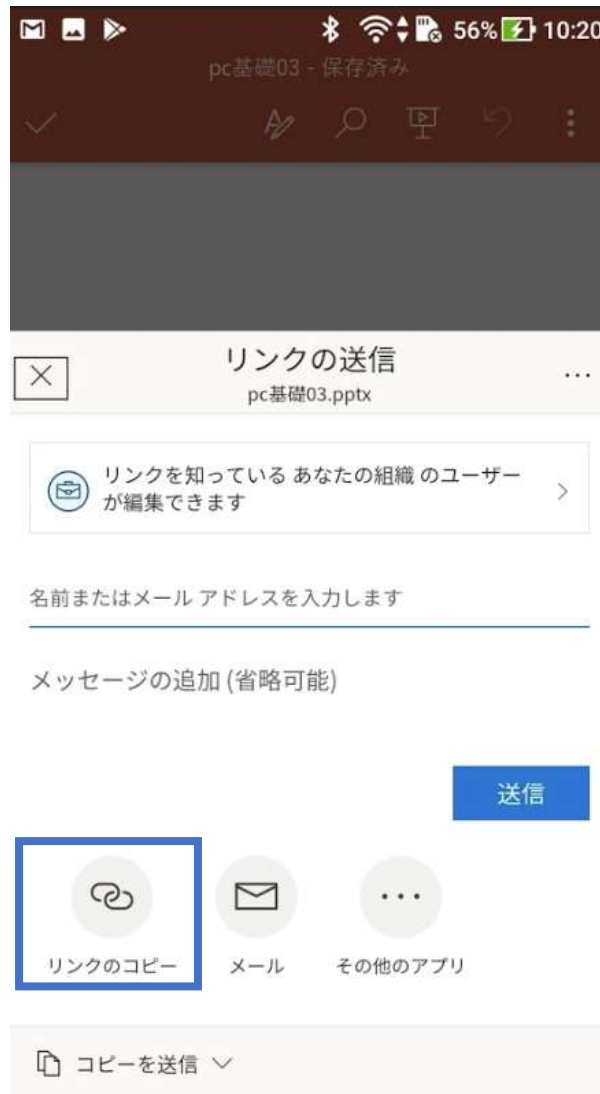 56% 10:20
pc基礎03 - 保存済み
リンクの送信
pc基礎03.pptx
リンクを知っている あなたの組織 のユーザー
が編集できます
名前またはメール アドレスを入力します
メッセージの追加 (省略可能)
送信
リンクのコピー メール その他のアプリ
コピーを送信